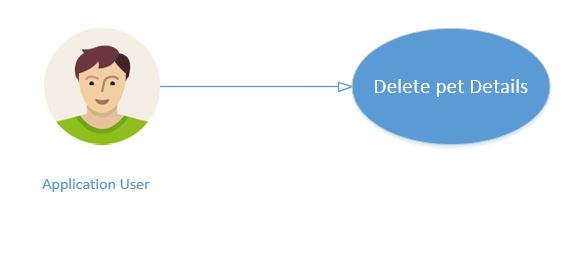 Delete pet Details
Application User